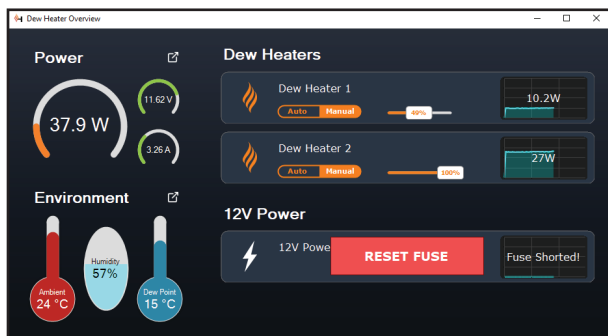 Dew Heater Overview
Power
37.9 W
11.62 V
3.26 A
Environment
Ambient
24 °C
Humidity
57%
Dew Point
15 °C
Dew Heaters
Dew Heater 1
Auto Manual
49%
10.2W
Dew Heater 2
Auto Manual
100%
27W
12V Power
12V Powe
RESET FUSE
Fuse Shorted!